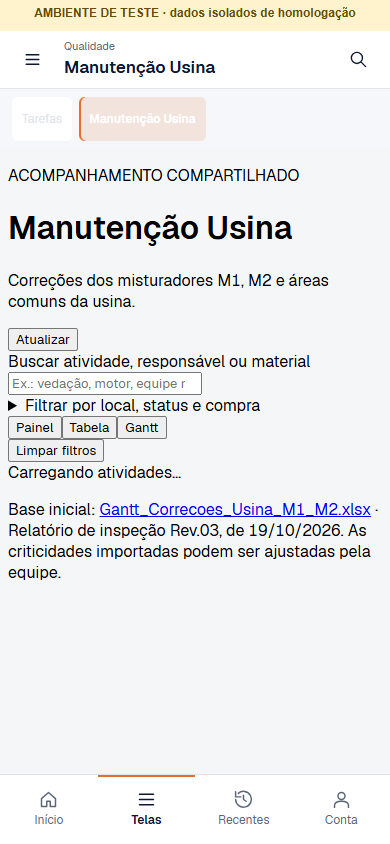 AMBIENTE DE TESTE · dados isolados de homologação
Qualidade
Manutenção Usina
Tarefas
Manutenção Usina
ACOMPANHAMENTO COMPARTILHADO
Manutenção Usina
Correções dos misturadores M1, M2 e áreas
comuns da usina.
Atualizar
Buscar atividade, responsável ou material
Ex.: vedação, motor, equipe r
Filtrar por local, status e compra
Painel Tabela Gantt
Limpar filtros
Carregando atividades...
Base inicial: Gantt_Correcoes_Usina_M1_M2.xlsx ·
Relatório de inspeção Rev.03, de 19/10/2026. As
criticidades importadas podem ser ajustadas pela
equipe.
Início Telas Recentes Conta